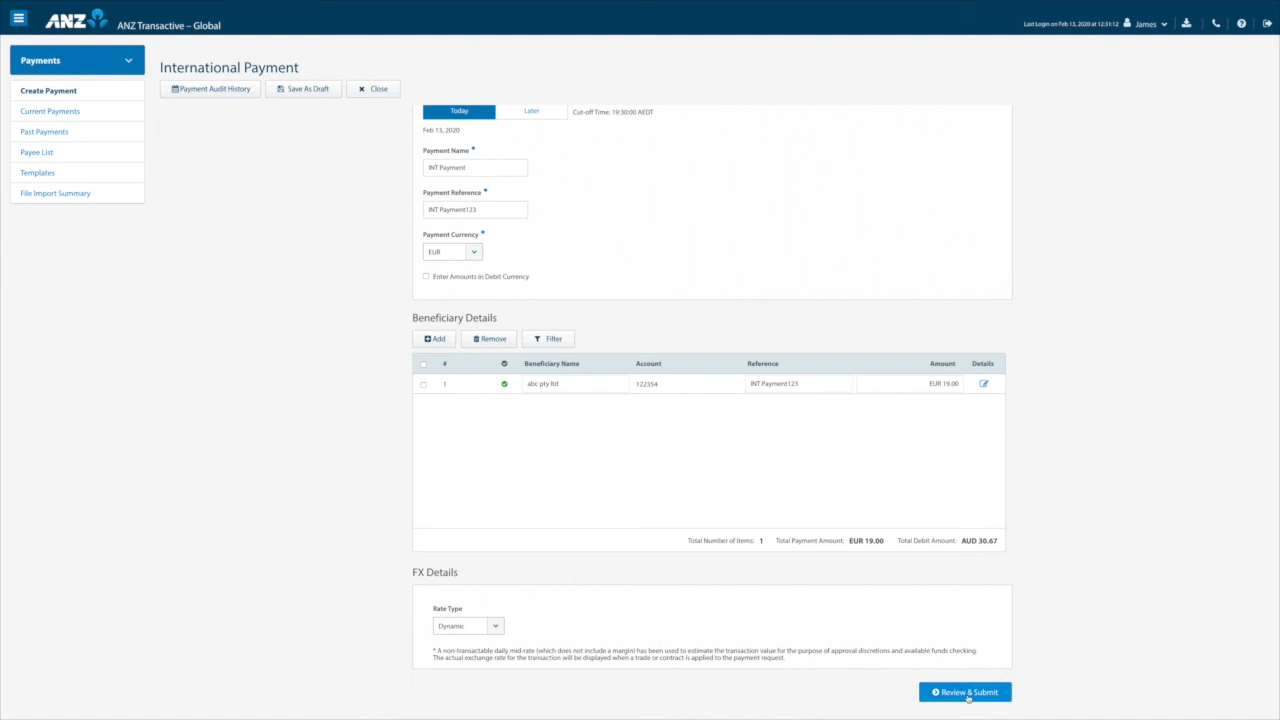 ANZ
ANZ Transactive – Global
Last Login on Feb 13, 2020 at 12:31:12
James
Payments
Create Payment
Current Payments
Past Payments
Payee List
Templates
File Import Summary
International Payment
Payment Audit History
Save As Draft
Close
Today
Later
Cut-off Time: 19:30:00 AEDT
Feb 13, 2020
Payment Name *
INT Payment
Payment Reference *
INT Payment123
Payment Currency *
EUR
Enter Amounts in Debit Currency
Beneficiary Details
Add
Remove
Filter
# Beneficiary Name Account Reference Amount Details
1 abc pty ltd 122354 INT Payment123 EUR 19.00
Total Number of Items: 1 Total Payment Amount: EUR 19.00 Total Debit Amount: AUD 30.67
FX Details
Rate Type
Dynamic
* A non-transactable daily mid-rate (which does not include a margin) has been used to estimate the transaction value for the purpose of approval discretions and available funds checking.
The actual exchange rate for the transaction will be displayed when a trade or contract is applied to the payment request.
Review & Submit